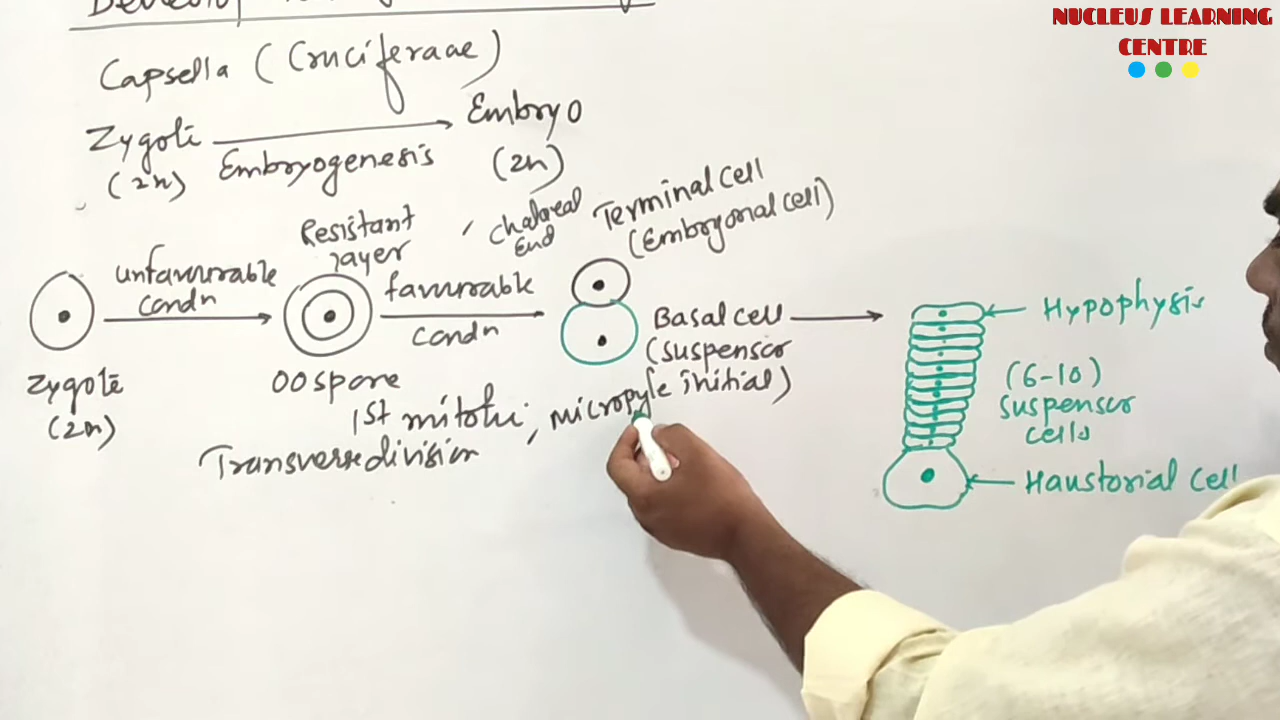 NUCLEUS LEARNING
CENTRE
Capsella (Cruciferaae)
Zygote
Embryo
(2n)
Embryogenesis
(2n)
Resistant
layer
, Chalazal
End
Terminal cell
(Embryonal cell)
unfavourable
condn
favourable
condn
Basal cell
(suspensor
initial)
Hypophysis
(6-10)
suspensor
cells
Haustorial cell
Zygote
(2n)
Oospore
1st mitotic
, micropyle
Transverse division